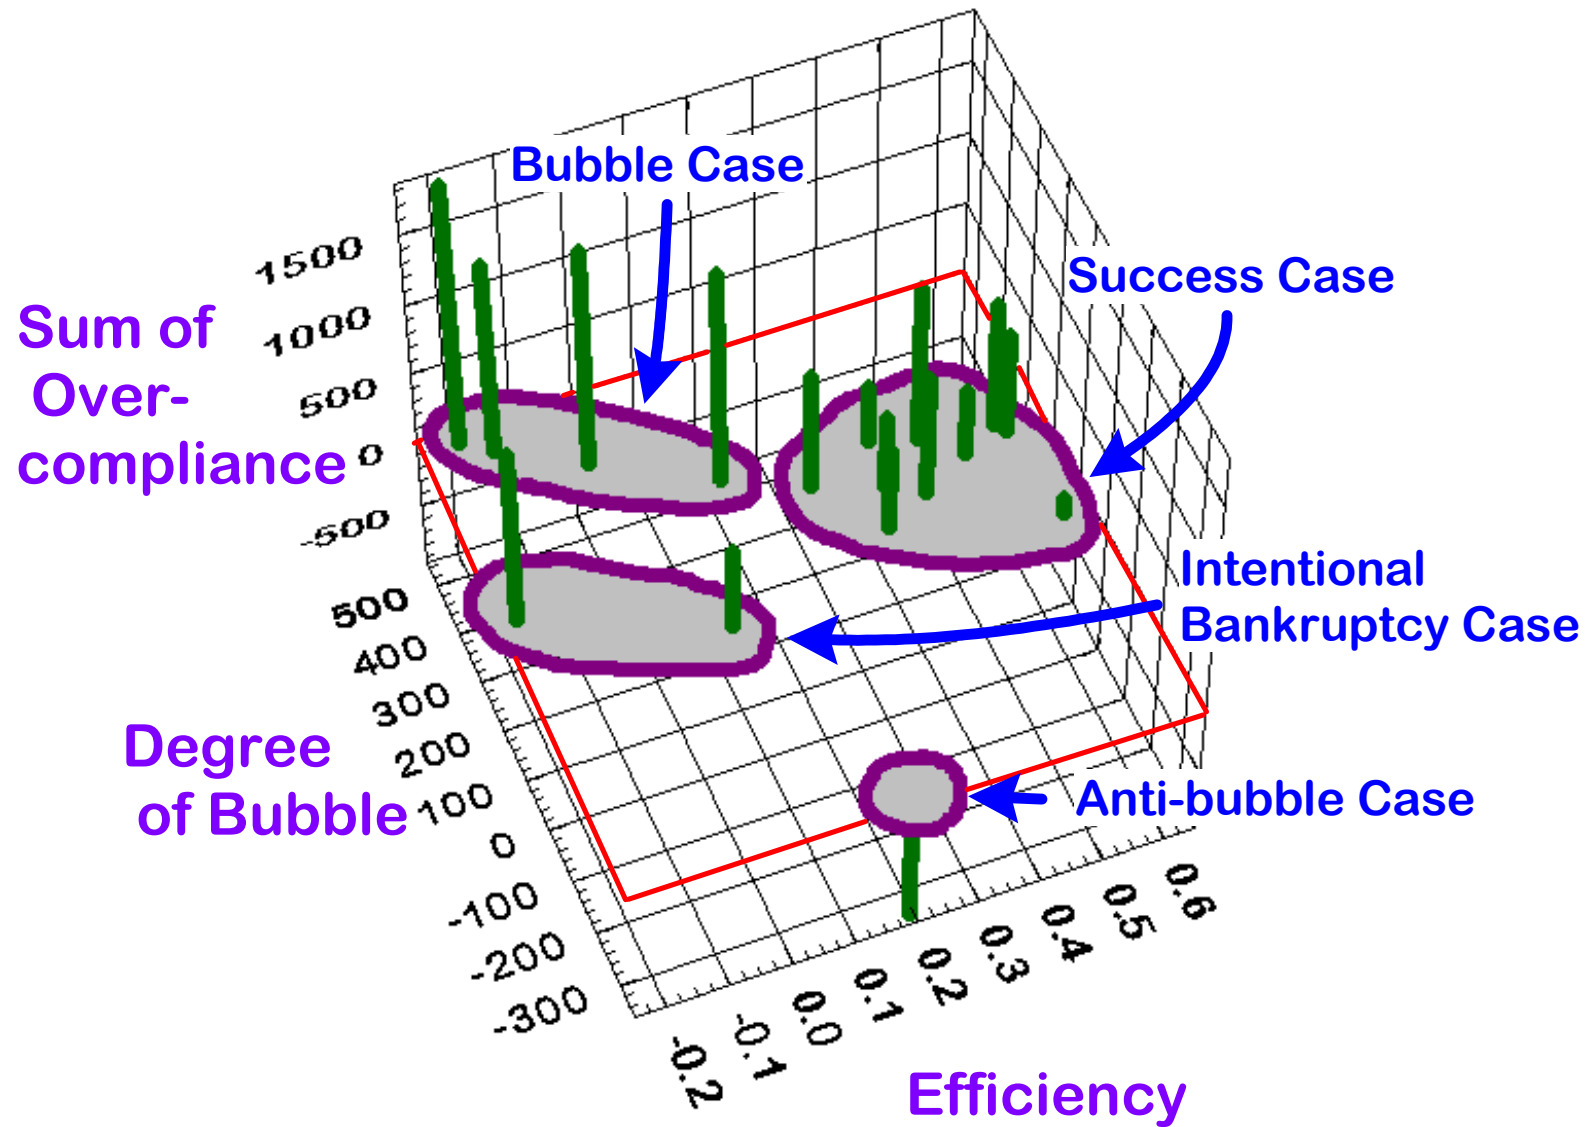 Bubble Case
Success Case
1500
1000
500
0
-500
Sum of
Over-
compliance
Intentional
Bankruptcy Case
500
400
300
200
100
0
-100
-200
-300
Degree
of Bubble
Anti-bubble Case
-0.2
-0.1
0.0
0.1
0.2
0.3
0.4
0.5
0.6
Efficiency